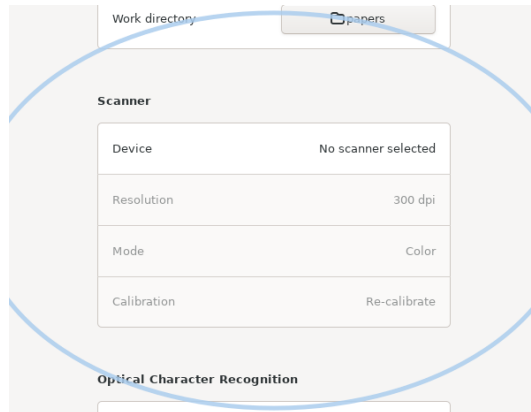 Work directory papers
Scanner
Device No scanner selected
Resolution 300 dpi
Mode Color
Calibration Re-calibrate
Optical Character Recognition